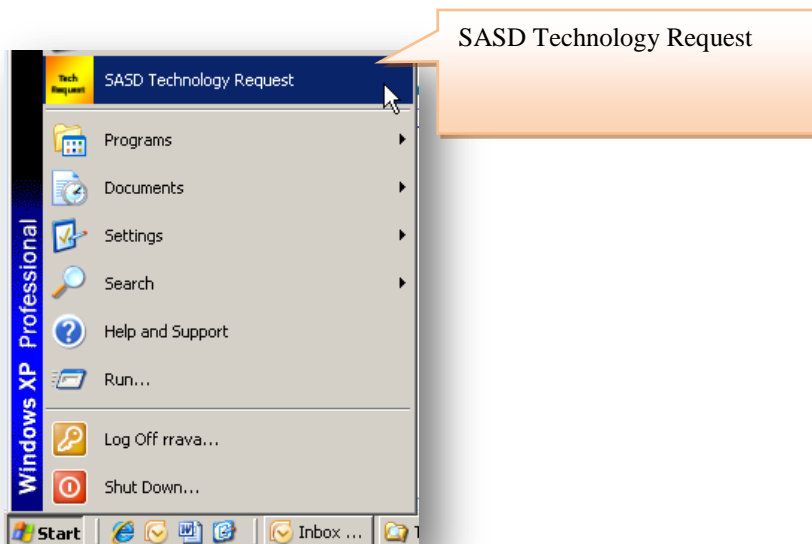 SASD Technology Request
Tech
Request
SASD Technology Request
Programs
Documents
Settings
Search
Help and Support
Run...
Log Off rrava...
Shut Down...
Windows XP Professional
Start
Inbox ...